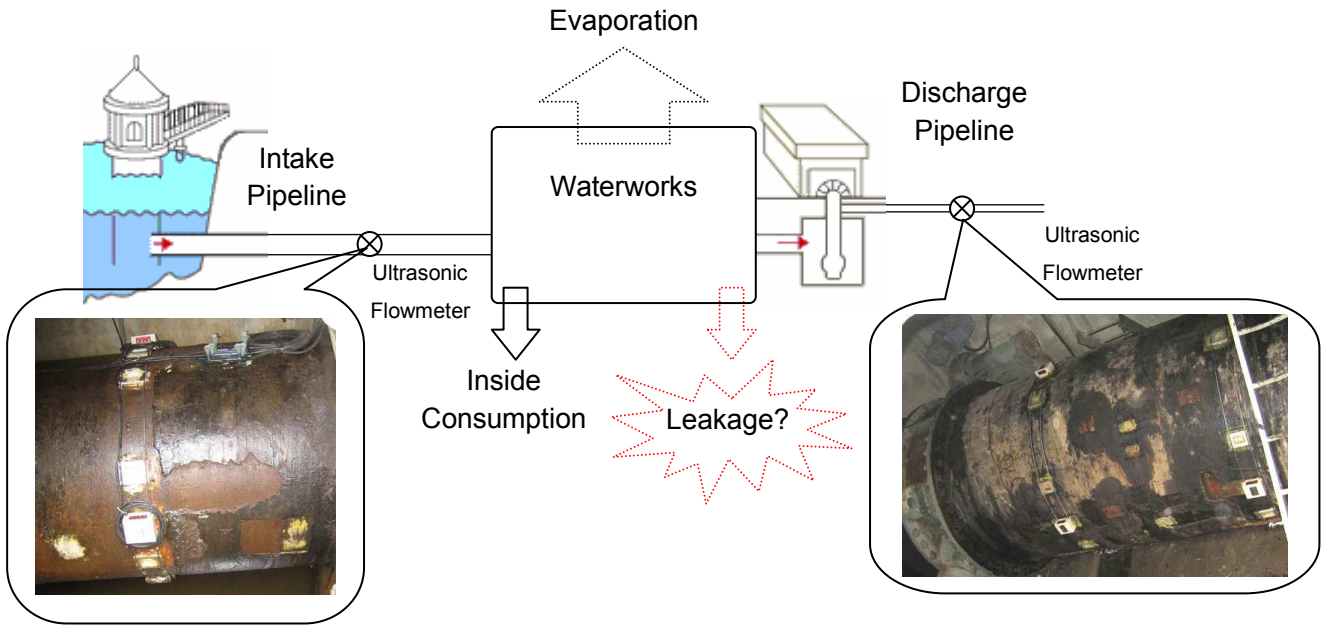 Evaporation
Discharge
Pipeline
Intake
Pipeline
Waterworks
Ultrasonic
Flowmeter
Ultrasonic
Flowmeter
Inside
Consumption
Leakage?